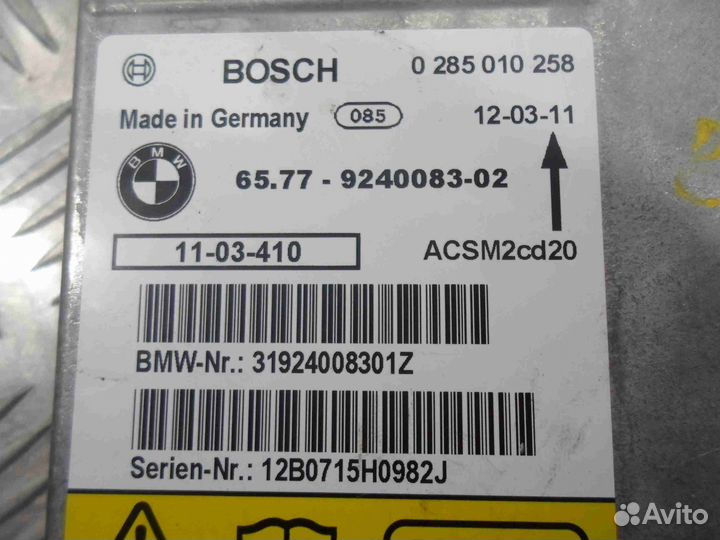 BOSCH 0 285 010 258
Made in Germany 085 12-03-11
BMW 65.77 - 9240083-02
11-03-410 ACSM2cd20
BMW-Nr.: 31924008301Z
Serien-Nr.: 12B0715H0982J
Avito